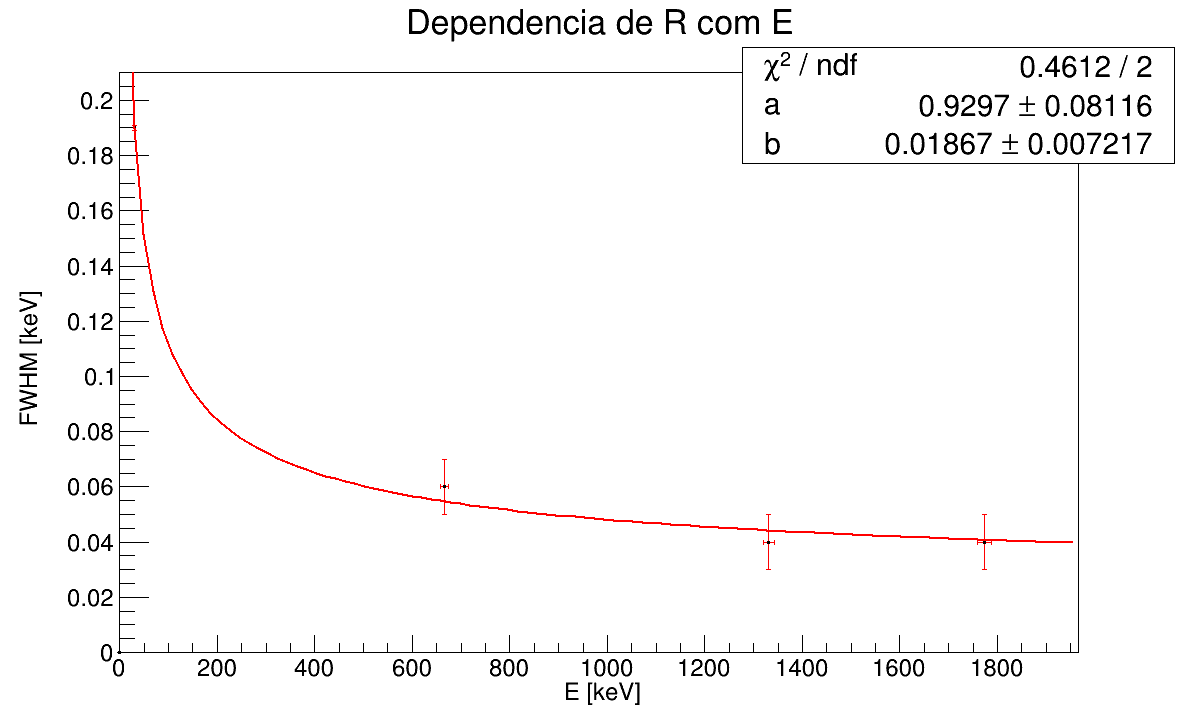 Dependencia de R com E
χ² / ndf 0.4612 / 2
a 0.9297 ± 0.08116
b 0.01867 ± 0.007217
0.2
0.18
0.16
0.14
0.12
0.1
0.08
0.06
0.04
0.02
0
FWHM [keV]
0 200 400 600 800 1000 1200 1400 1600 1800
E [keV]